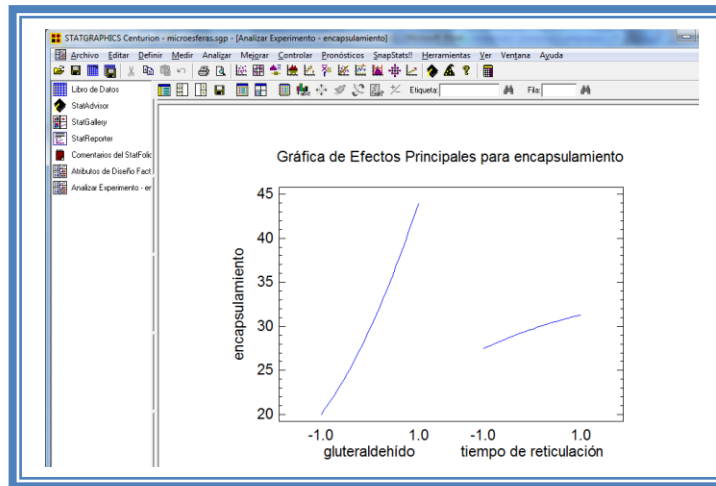 STATGRAPHICS Centurion - microesferas.sgp - [Analizar Experimento - encapsulamiento]
Archivo Editar Definir Medir Analizar Mejorar Controlar Pronósticos SnapStats!! Herramientas Ver Ventana Ayuda
Etiqueta: Fila:
Libro de Datos
StatAdvisor
StatGallery
StatReporter
Comentarios del StatFolio
Atributos de Diseño Fact
Analizar Experimento - er
Gráfica de Efectos Principales para encapsulamiento
45
40
35
30
25
20
encapsulamiento
-1.0 1.0 -1.0 1.0
gluteraldehído tiempo de reticulación